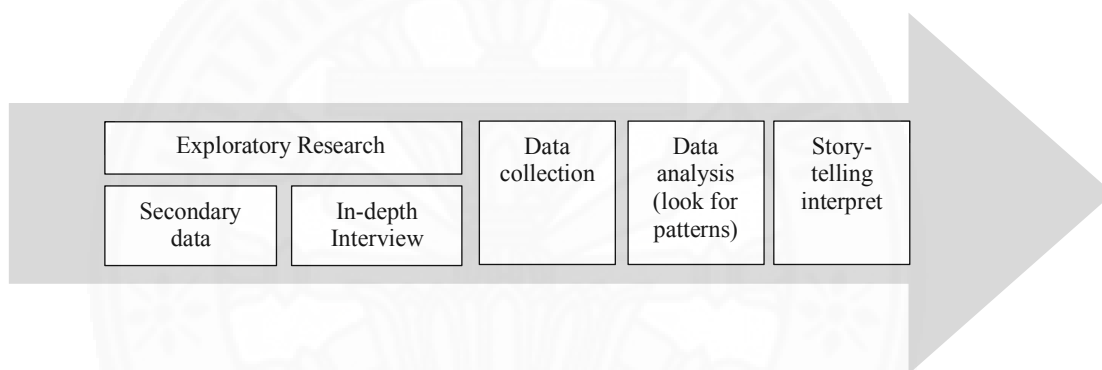 Exploratory Research
Secondary
data
In-depth
Interview
Data
collection
Data
analysis
(look for
patterns)
Story-
telling
interpret